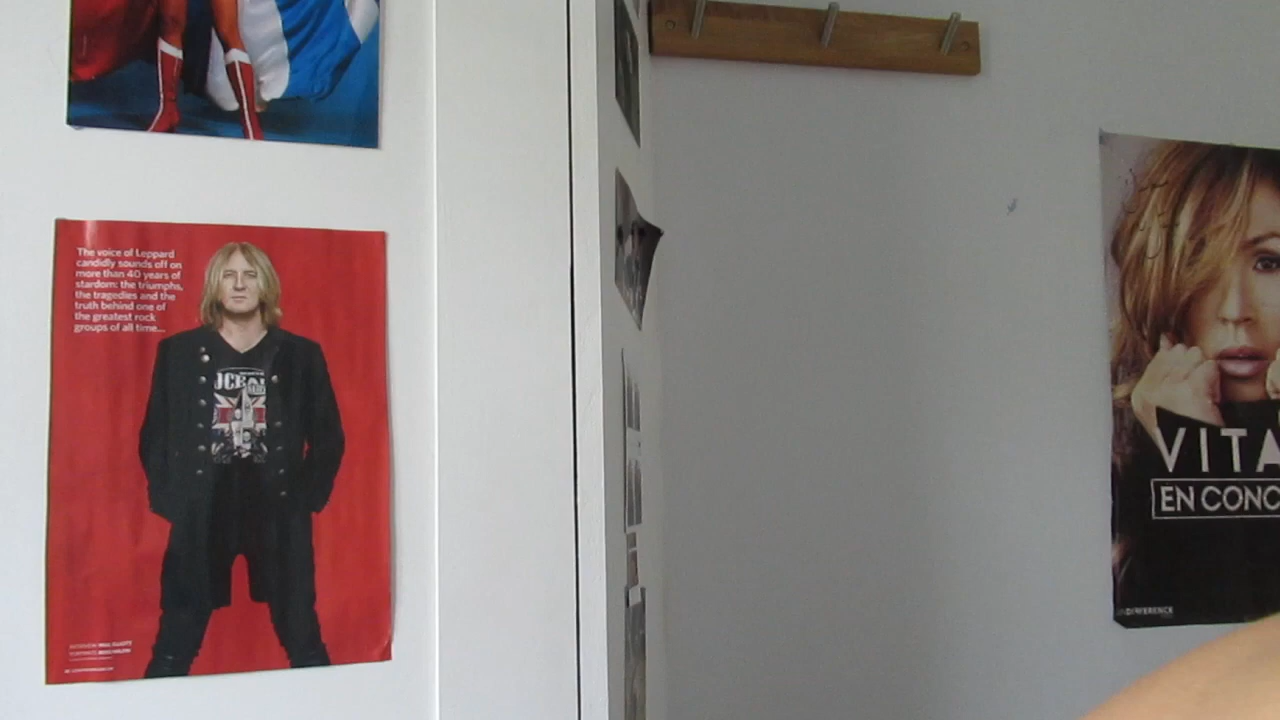 The voice of Leppard
candidly sounds off on
more than 40 years of
stardom: the triumphs,
the tragedies and the
truth behind one of
the greatest rock
groups of all time...
VITA
EN CONC